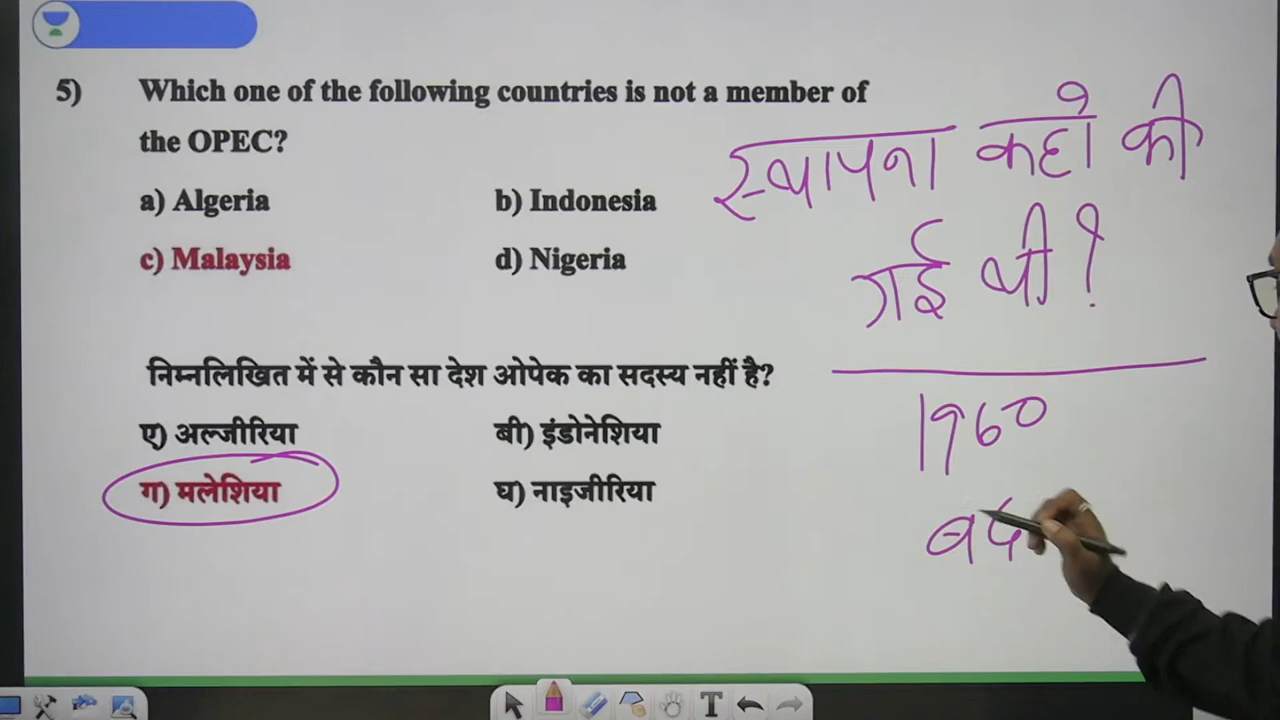 5) Which one of the following countries is not a member of
the OPEC?
a) Algeria b) Indonesia
c) Malaysia d) Nigeria
निम्नलिखित में से कौन सा देश ओपेक का सदस्य नहीं है?
ए) अल्जीरिया बी) इंडोनेशिया
ग) मलेशिया घ) नाइजीरिया
स्थापना कहाँ की
गई थी?
1960
T